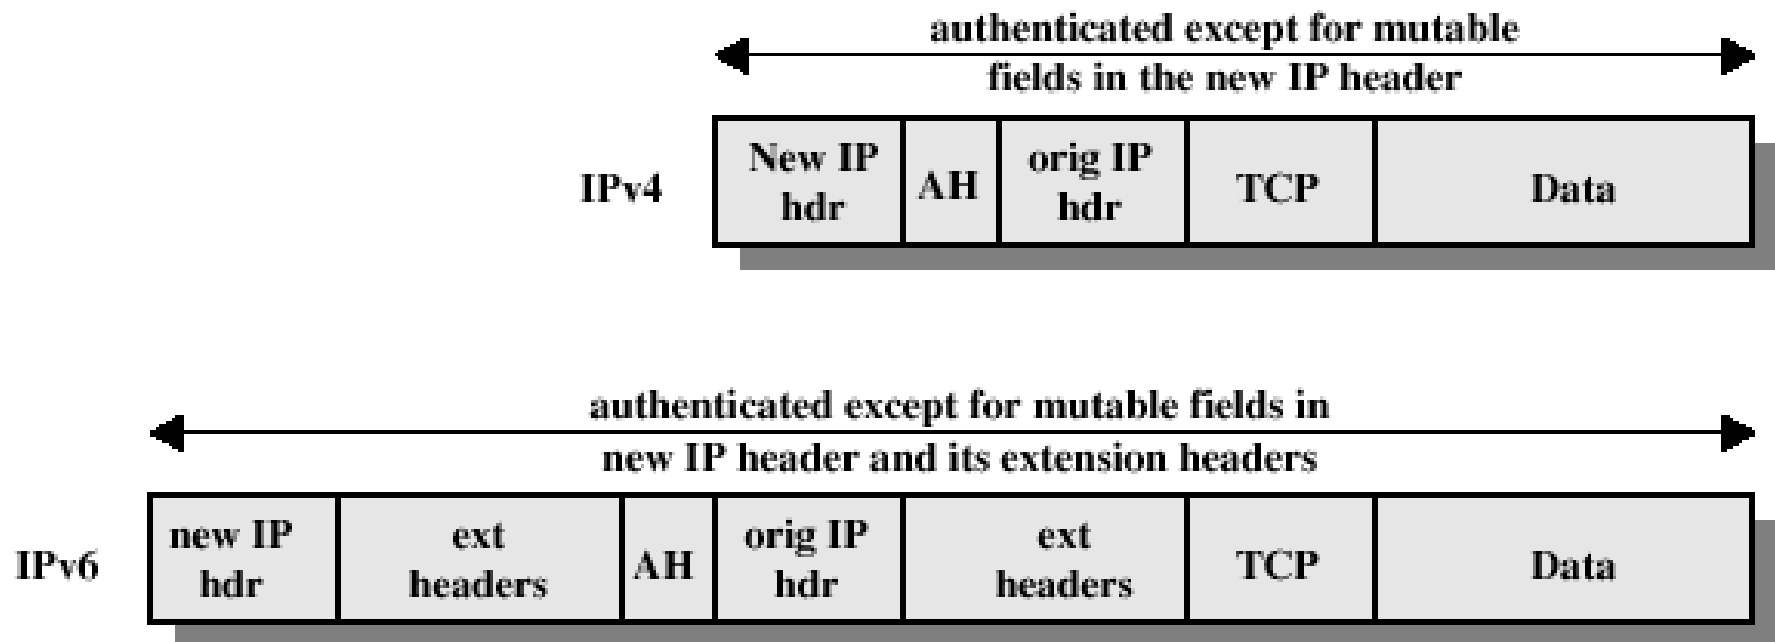 authenticated except for mutable
fields in the new IP header
IPv4
New IP
hdr
AH
orig IP
hdr
TCP
Data
authenticated except for mutable fields in
new IP header and its extension headers
IPv6
new IP
hdr
ext
headers
AH
orig IP
hdr
ext
headers
TCP
Data